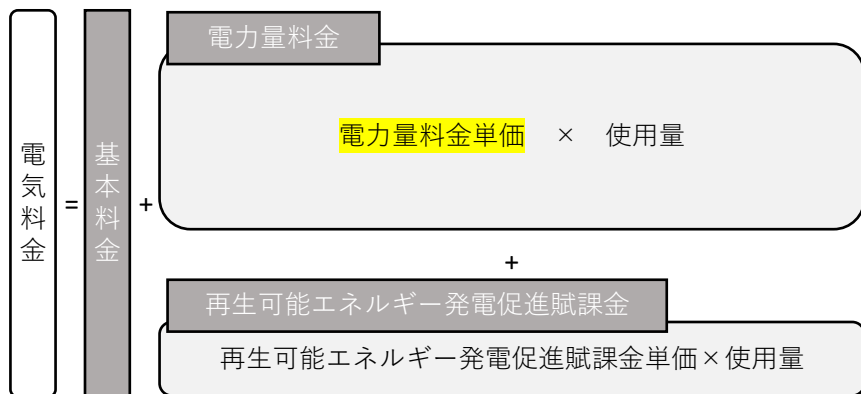 電気料金
=
基本料金
+
電力量料金
電力量料金単価 × 使用量
+
再生可能エネルギー発電促進賦課金
再生可能エネルギー発電促進賦課金単価×使用量